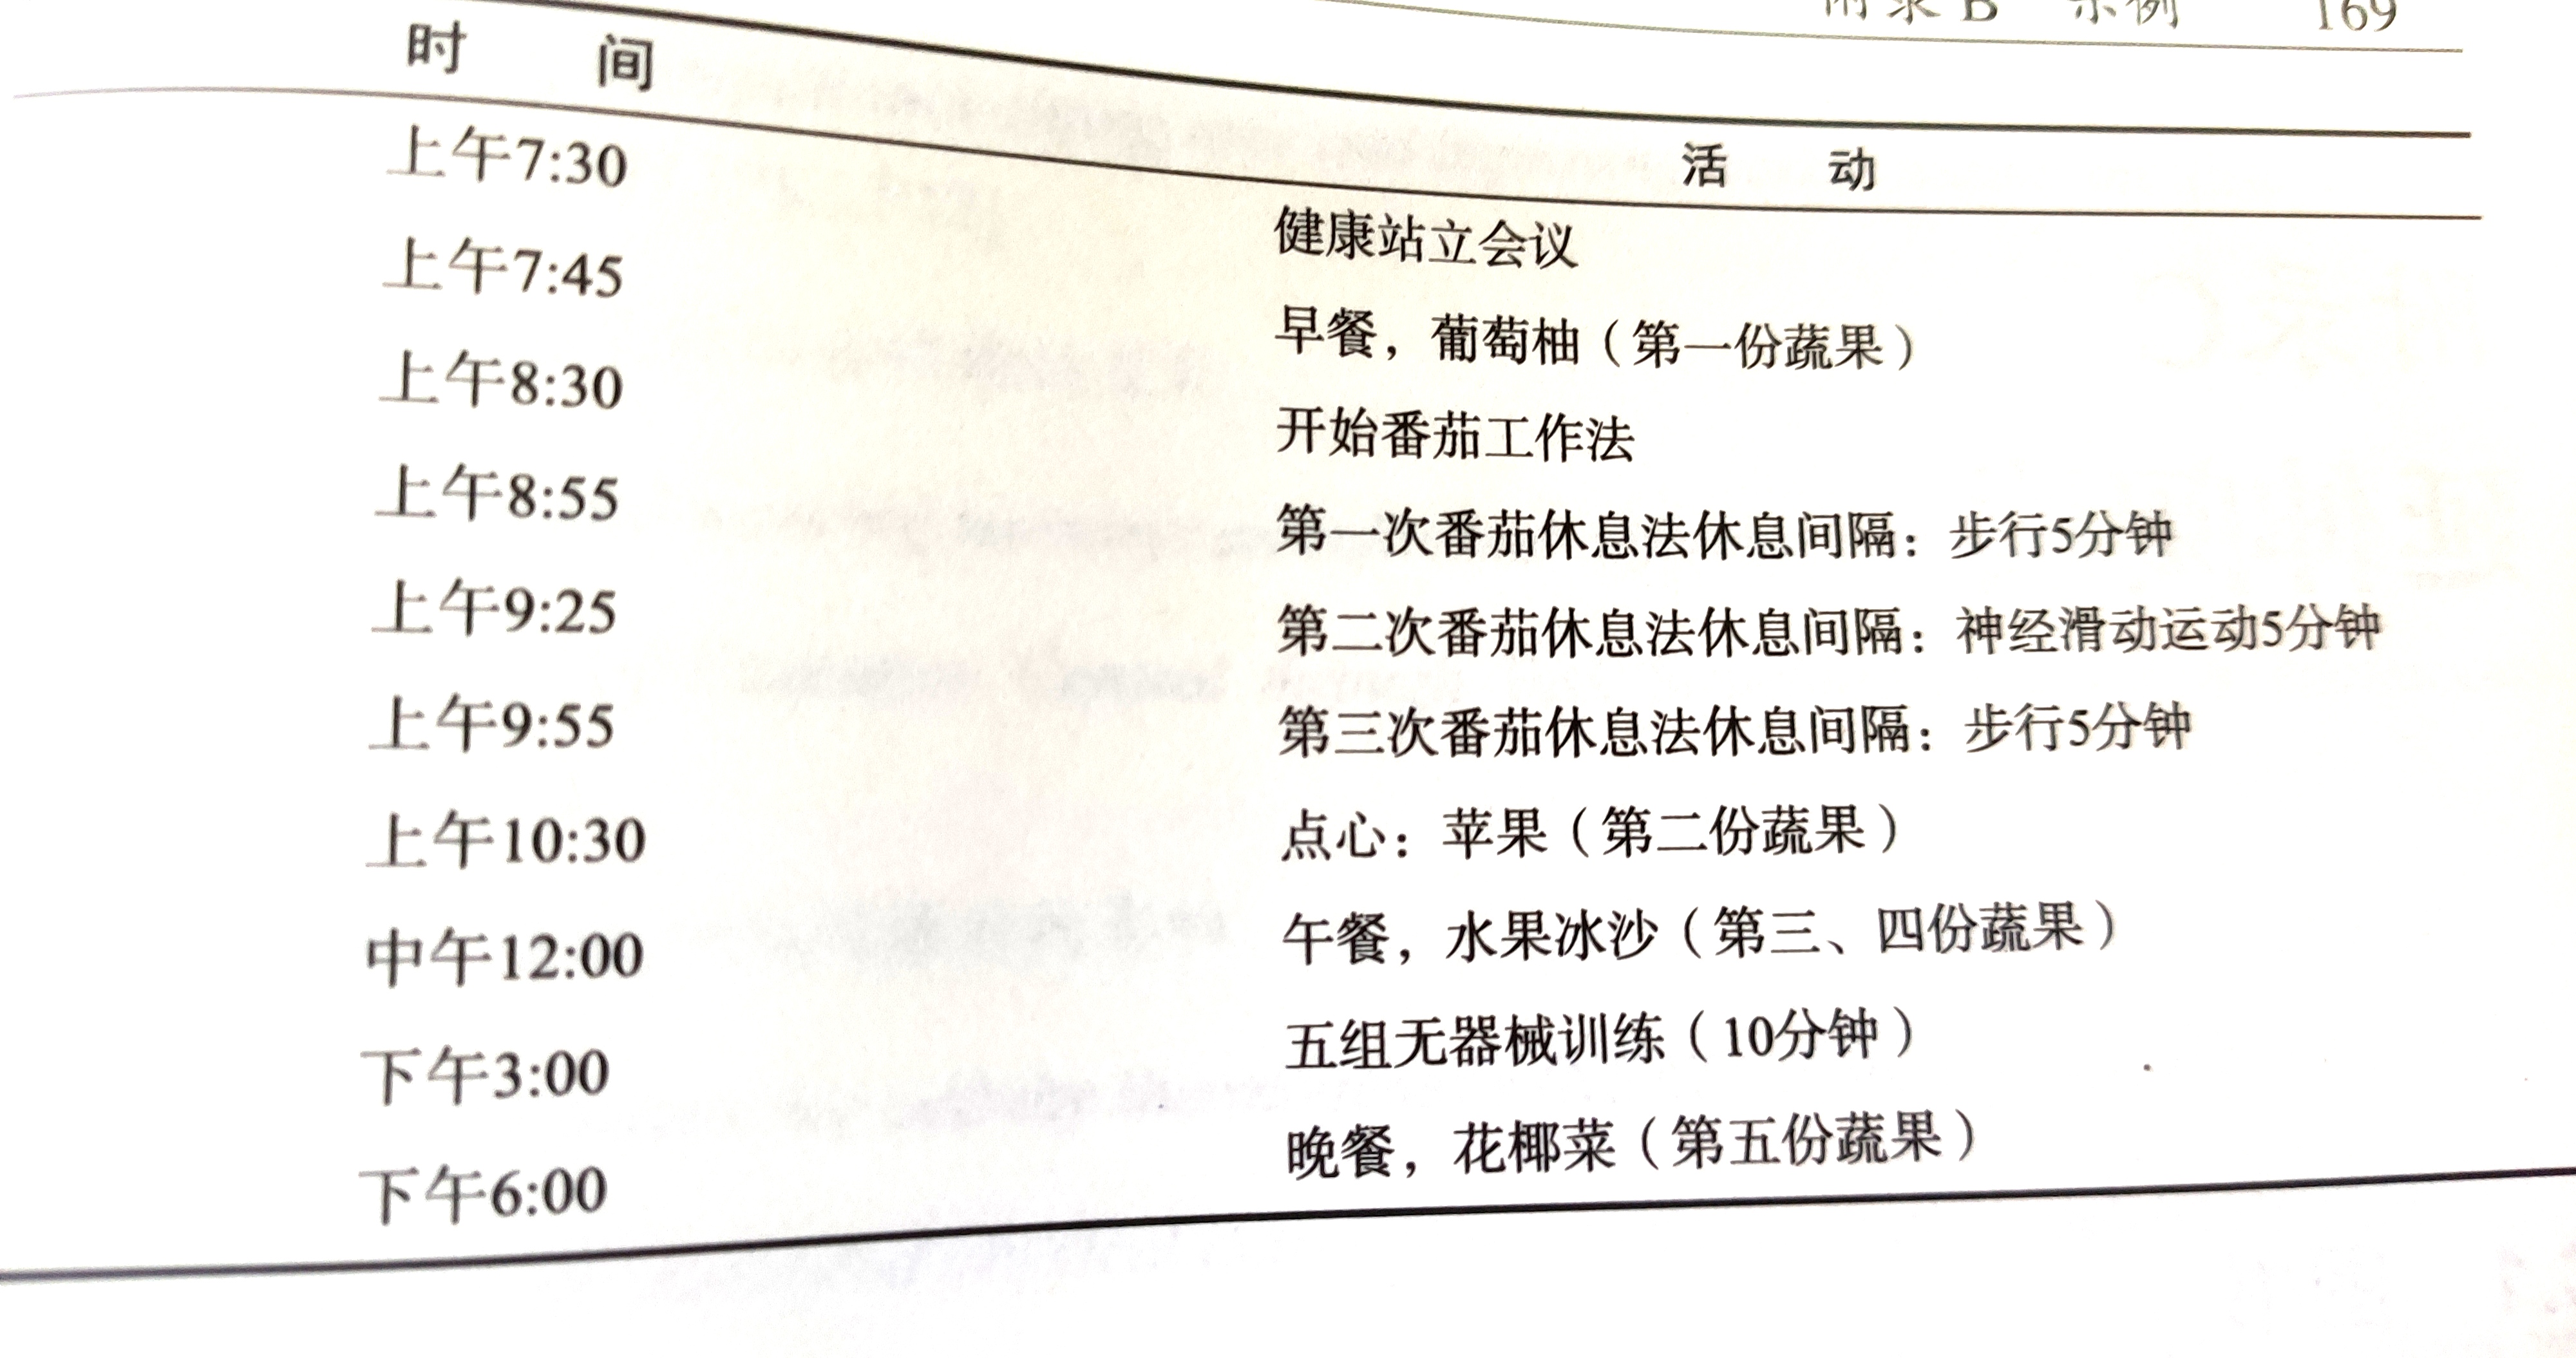 附录B 示例 169
时 间 活 动
上午7:30 健康站立会议
上午7:45 早餐，葡萄柚（第一份蔬果）
上午8:30 开始番茄工作法
上午8:55 第一次番茄休息法休息间隔：步行5分钟
上午9:25 第二次番茄休息法休息间隔：神经滑动运动5分钟
上午9:55 第三次番茄休息法休息间隔：步行5分钟
上午10:30 点心：苹果（第二份蔬果）
中午12:00 午餐，水果冰沙（第三、四份蔬果）
下午3:00 五组无器械训练（10分钟）
下午6:00 晚餐，花椰菜（第五份蔬果）